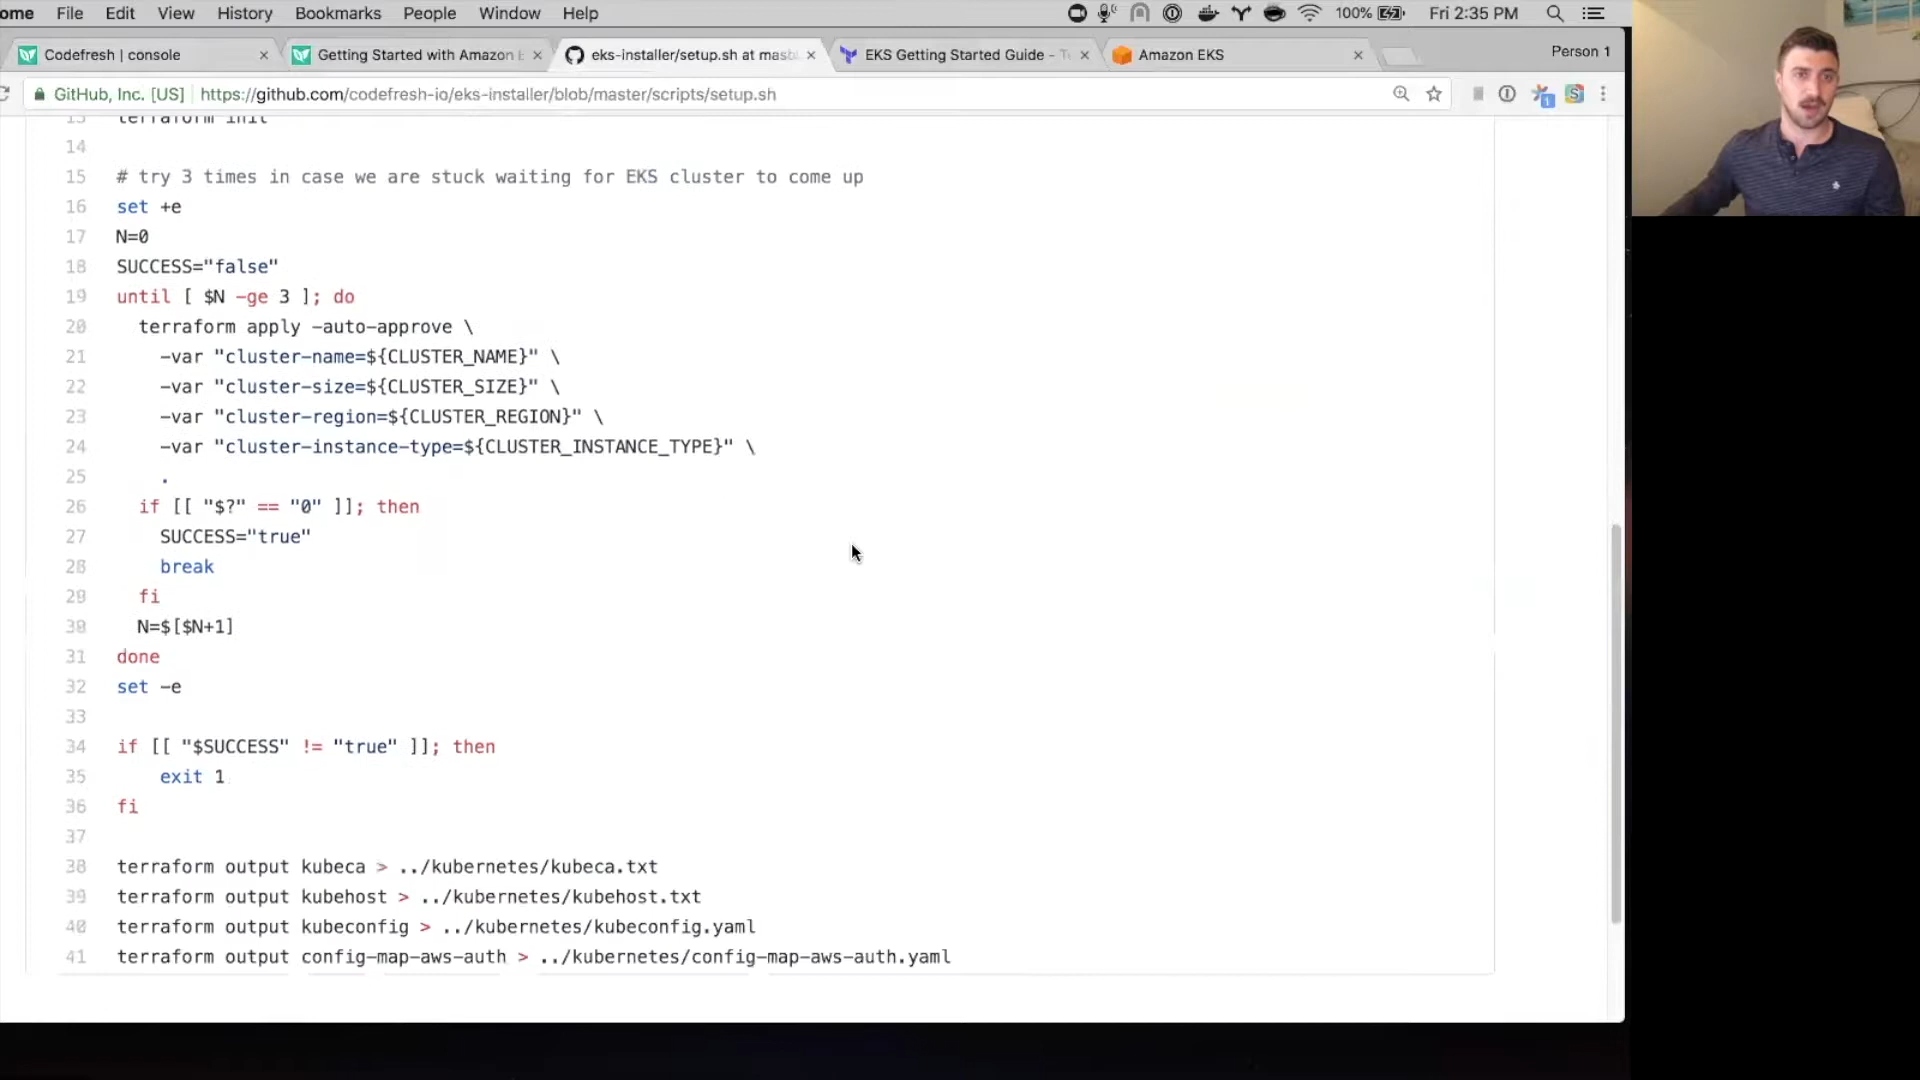 ome File Edit View History Bookmarks People Window Help 100% Fri 2:35 PM
Codefresh | console Getting Started with Amazon E eks-installer/setup.sh at mast EKS Getting Started Guide - Te Amazon EKS Person 1
GitHub, Inc. [US] https://github.com/codefresh-io/eks-installer/blob/master/scripts/setup.sh
13 terraform init
14
15 # try 3 times in case we are stuck waiting for EKS cluster to come up
16 set +e
17 N=0
18 SUCCESS="false"
19 until [ $N -ge 3 ]; do
20 terraform apply -auto-approve \
21 -var "cluster-name=${CLUSTER_NAME}" \
22 -var "cluster-size=${CLUSTER_SIZE}" \
23 -var "cluster-region=${CLUSTER_REGION}" \
24 -var "cluster-instance-type=${CLUSTER_INSTANCE_TYPE}" \
25 .
26 if [[ "$?" == "0" ]]; then
27 SUCCESS="true"
28 break
29 fi
30 N=$[$N+1]
31 done
32 set -e
33
34 if [[ "$SUCCESS" != "true" ]]; then
35 exit 1
36 fi
37
38 terraform output kubeca > ../kubernetes/kubeca.txt
39 terraform output kubehost > ../kubernetes/kubehost.txt
40 terraform output kubeconfig > ../kubernetes/kubeconfig.yaml
41 terraform output config-map-aws-auth > ../kubernetes/config-map-aws-auth.yaml